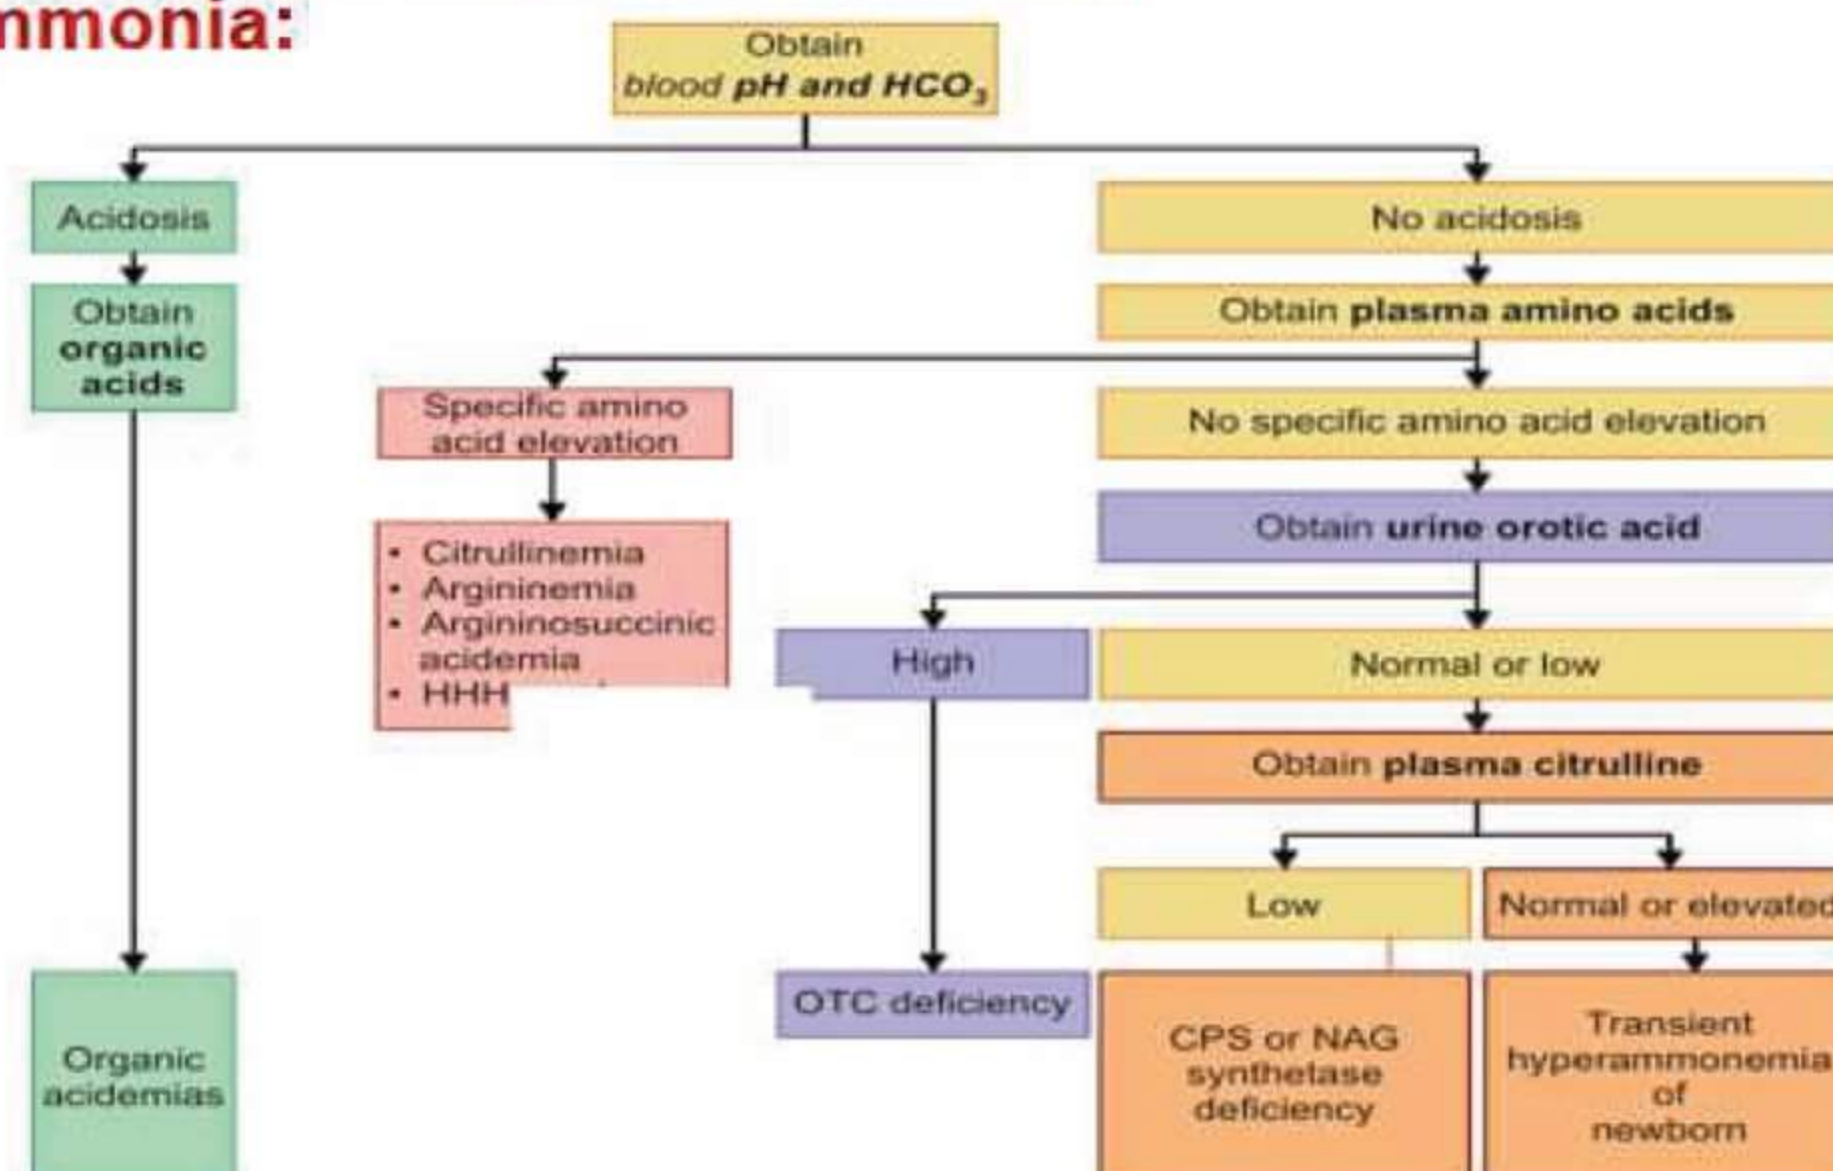 mmonia:
Obtain
blood pH and HCO₃
Acidosis
No acidosis
Obtain
organic
acids
Obtain plasma amino acids
Specific amino
acid elevation
No specific amino acid elevation
Obtain urine orotic acid
• Citrullinemia
• Argininemia
• Argininosuccinic
acidemia
• HHH
High
Normal or low
Obtain plasma citrulline
Low
Normal or elevated
Organic
acidemias
OTC deficiency
CPS or NAG
synthetase
deficiency
Transient
hyperammonemia
of
newborn